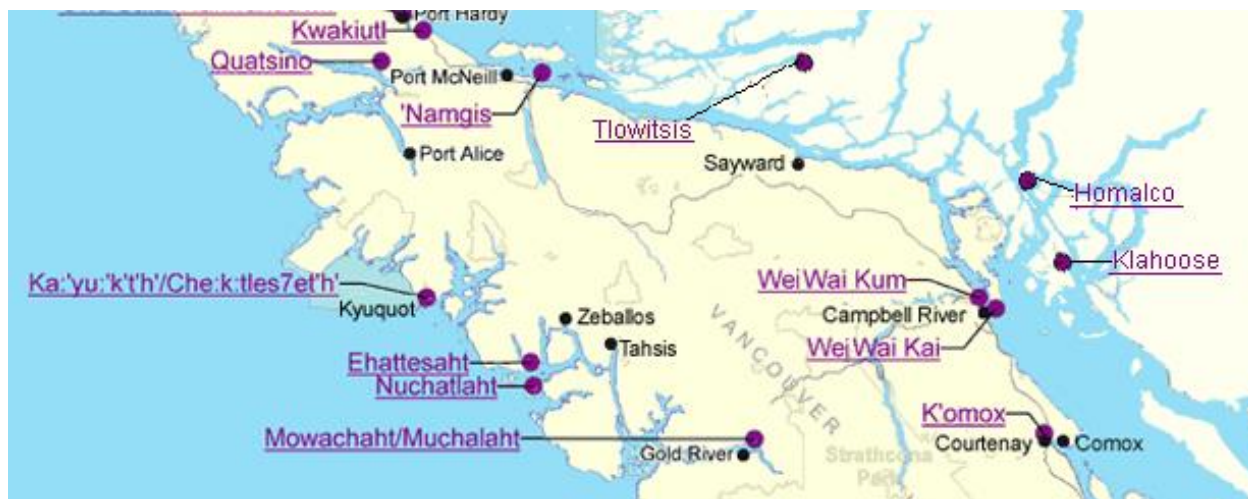 Port Hardy
Kwakiutl
Quatsino
Port McNeill
'Namgis
Tlowitsis
Port Alice
Sayward
Homalco
Klahoose
Ka:'yu:'k't'h'/Che:k:tles7et'h'
Kyuquot
Wei Wai Kum
Campbell River
Wei Wai Kai
Zeballos
Tahsis
VANCOUVER
Ehattesaht
Nuchatlaht
K'omox
Mowachaht/Muchalaht
Gold River
Courtenay
Comox
Strathcona
Park